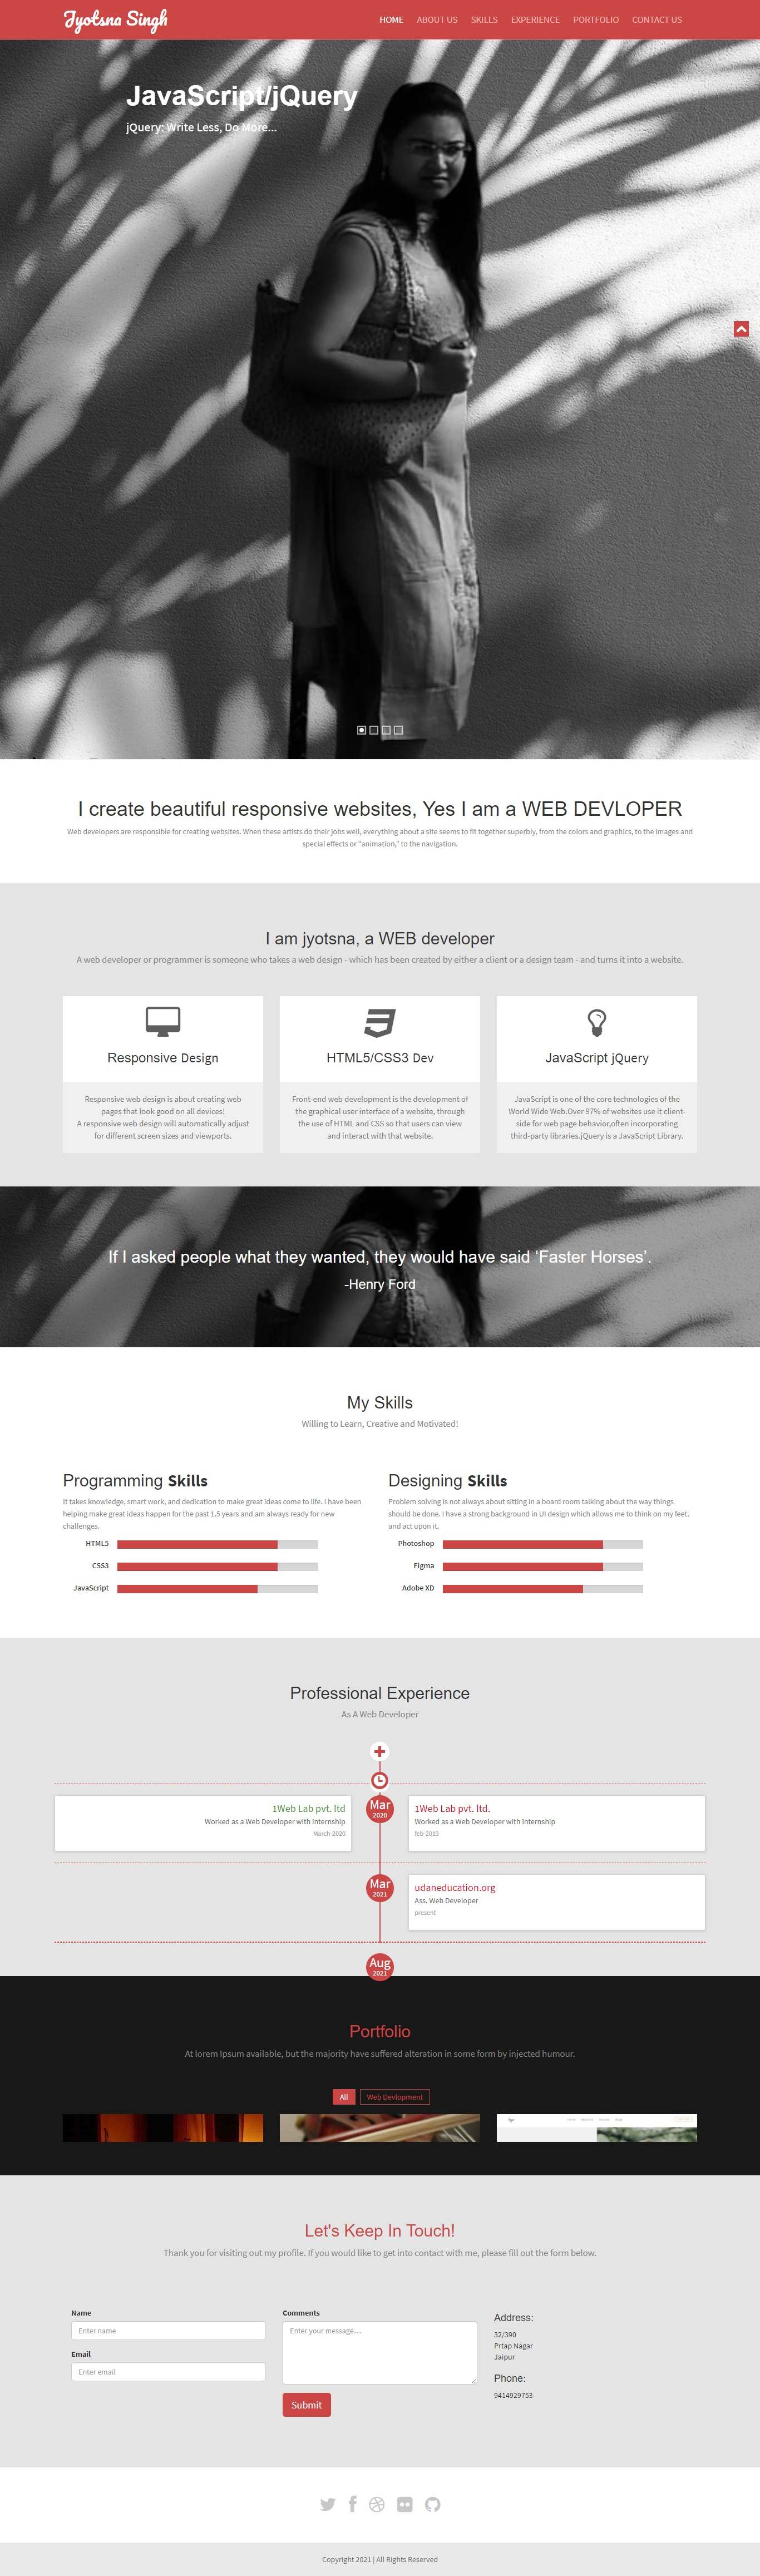 Jyotsna Singh
HOME ABOUT US SKILLS EXPERIENCE PORTFOLIO CONTACT US
JavaScript/jQuery
jQuery: Write Less, Do More...
I create beautiful responsive websites, Yes I am a WEB DEVLOPER
Web developers are responsible for creating websites. When these artists do their jobs well, everything about a site seems to fit together superbly, from the colors and graphics, to the images and
special effects or "animation," to the navigation.
I am jyotsna, a WEB developer
A web developer or programmer is someone who takes a web design - which has been created by either a client or a design team - and turns it into a website.
Responsive Design
Responsive web design is about creating web
pages that look good on all devices!
A responsive web design will automatically adjust
for different screen sizes and viewports.
HTML5/CSS3 Dev
Front-end web development is the development of
the graphical user interface of a website, through
the use of HTML and CSS so that users can view
and interact with that website.
JavaScript jQuery
JavaScript is one of the core technologies of the
World Wide Web.Over 97% of websites use it client-
side for web page behavior,often incorporating
third-party libraries.jQuery is a JavaScript Library.
If I asked people what they wanted, they would have said ‘Faster Horses’.
-Henry Ford
My Skills
Willing to Learn, Creative and Motivated!
Programming Skills
It takes knowledge, smart work, and dedication to make great ideas come to life. I have been
helping make great ideas happen for the past 1.5 years and am always ready for new
challenges.
HTML5
CSS3
JavaScript
Designing Skills
Problem solving is not always about sitting in a board room talking about the way things
should be done. I have a strong background in UI design which allows me to think on my feet.
and act upon it.
Photoshop
Figma
Adobe XD
Professional Experience
As A Web Developer
1Web Lab pvt. ltd
Worked as a Web Developer with internship
March-2020
Mar
2020
1Web Lab pvt. ltd.
Worked as a Web Developer with internship
feb-2019
Mar
2021
udaneducation.org
Ass. Web Developer
present
Aug
2021
Portfolio
At lorem Ipsum available, but the majority have suffered alteration in some form by injected humour.
All Web Devlopment
Let's Keep In Touch!
Thank you for visiting out my profile. If you would like to get into contact with me, please fill out the form below.
Name
Enter name
Email
Enter email
Comments
Enter your message...
Submit
Address:
32/390
Prtap Nagar
Jaipur
Phone:
9414929753
Copyright 2021 | All Rights Reserved